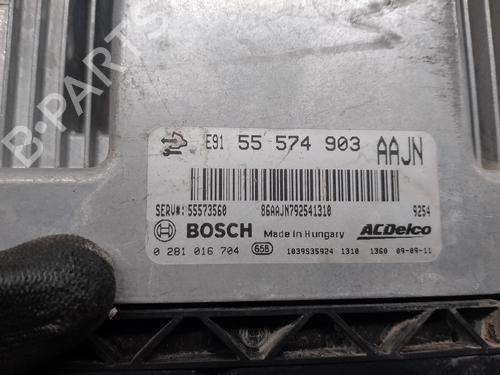 B-PARTS
E91 55 574 903 AAJN
SERV#: 55573560 86AAJN792541310 9254
BOSCH Made in Hungary ACDelco
0 281 016 704 65B 1039S35924 1310 1360 09-09-11